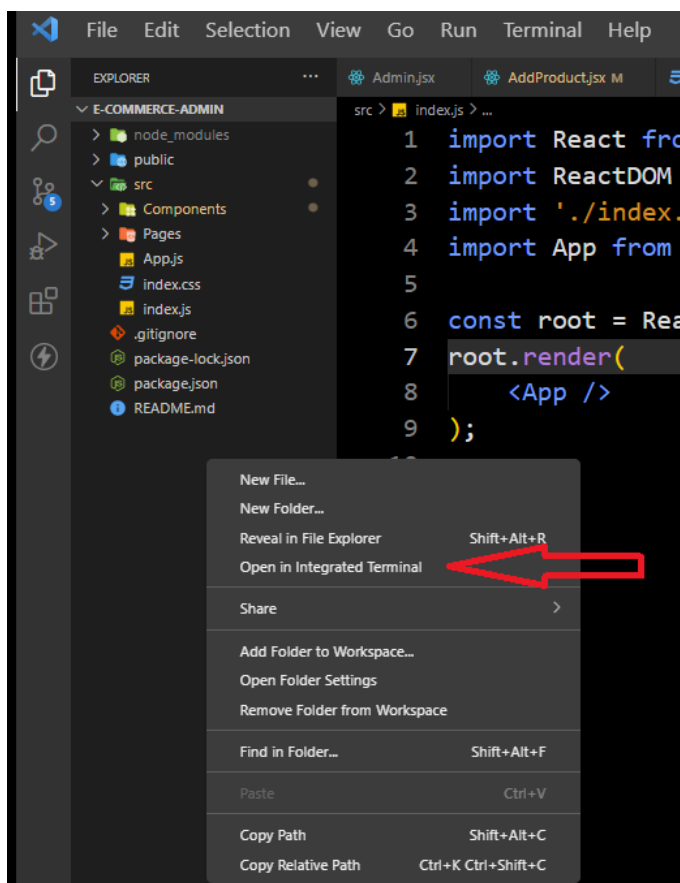 File Edit Selection View Go Run Terminal Help
EXPLORER ...
Admin.jsx AddProduct.jsx M
E-COMMERCE-ADMIN
src > JS index.js > ...
node_modules
public
src
Components
Pages
JS App.js
index.css
JS index.js
.gitignore
package-lock.json
package.json
README.md
5
1 import React fro
2 import ReactDOM
3 import './index.
4 import App from
5
6 const root = Rea
7 root.render(
8 <App />
9 );
New File...
New Folder...
Reveal in File Explorer Shift+Alt+R
Open in Integrated Terminal
Share >
Add Folder to Workspace...
Open Folder Settings
Remove Folder from Workspace
Find in Folder... Shift+Alt+F
Paste Ctrl+V
Copy Path Shift+Alt+C
Copy Relative Path Ctrl+K Ctrl+Shift+C